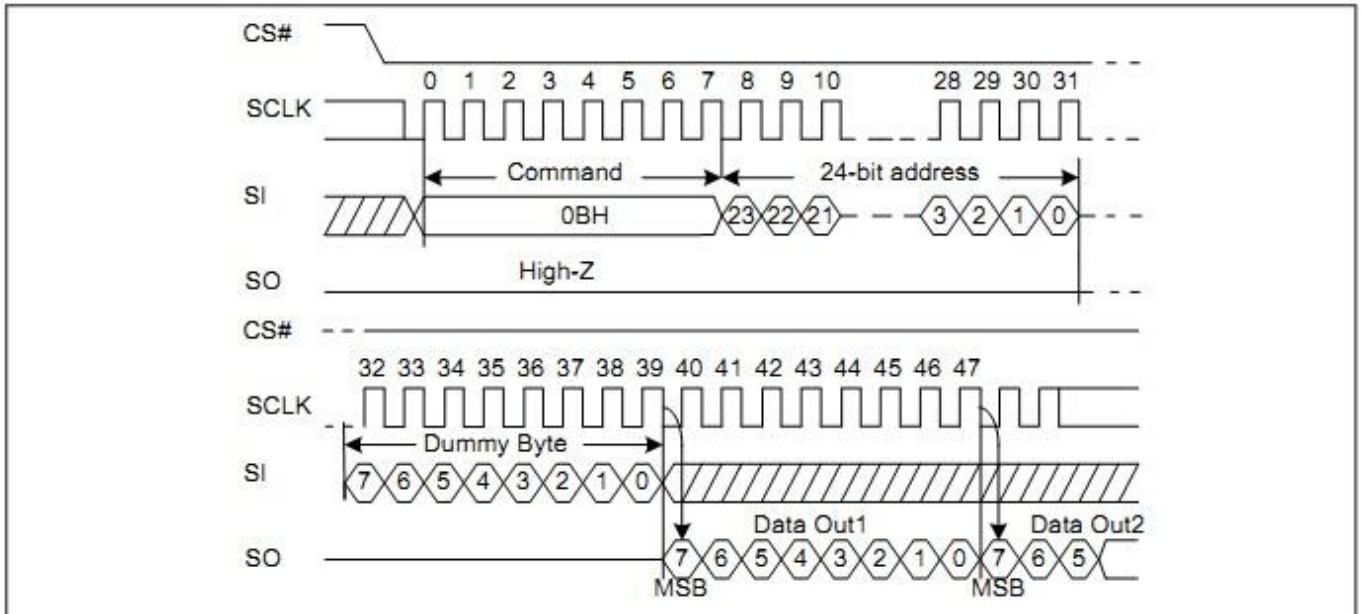 CS#
0 1 2 3 4 5 6 7 8 9 10 28 29 30 31
SCLK
Command 24-bit address
SI
0BH 23 22 21 3 2 1 0
High-Z
SO
CS#
32 33 34 35 36 37 38 39 40 41 42 43 44 45 46 47
SCLK
Dummy Byte
SI
7 6 5 4 3 2 1 0
Data Out1 Data Out2
SO
7 6 5 4 3 2 1 0 7 6 5
MSB MSB